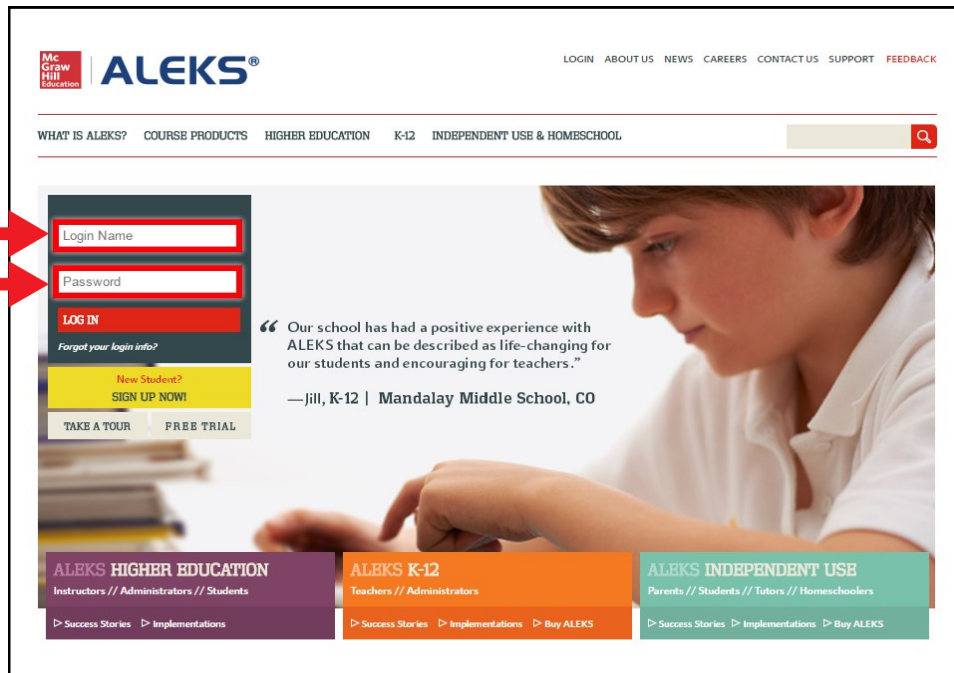 Mc
Graw
Hill
Education
ALEKS®
LOGIN ABOUT US NEWS CAREERS CONTACT US SUPPORT FEEDBACK
WHAT IS ALEKS? COURSE PRODUCTS HIGHER EDUCATION K-12 INDEPENDENT USE & HOMESCHOOL
Login Name
Password
LOG IN
Forgot your login info?
New Student?
SIGN UP NOW!
TAKE A TOUR FREE TRIAL
“ Our school has had a positive experience with
ALEKS that can be described as life-changing for
our students and encouraging for teachers.”
—Jill, K-12 | Mandalay Middle School, CO
ALEKS HIGHER EDUCATION
Instructors // Administrators // Students
▷ Success Stories ▷ Implementations
ALEKS K-12
Teachers // Administrators
▷ Success Stories ▷ Implementations ▷ Buy ALEKS
ALEKS INDEPENDENT USE
Parents // Students // Tutors // Homeschoolers
▷ Success Stories ▷ Implementations ▷ Buy ALEKS